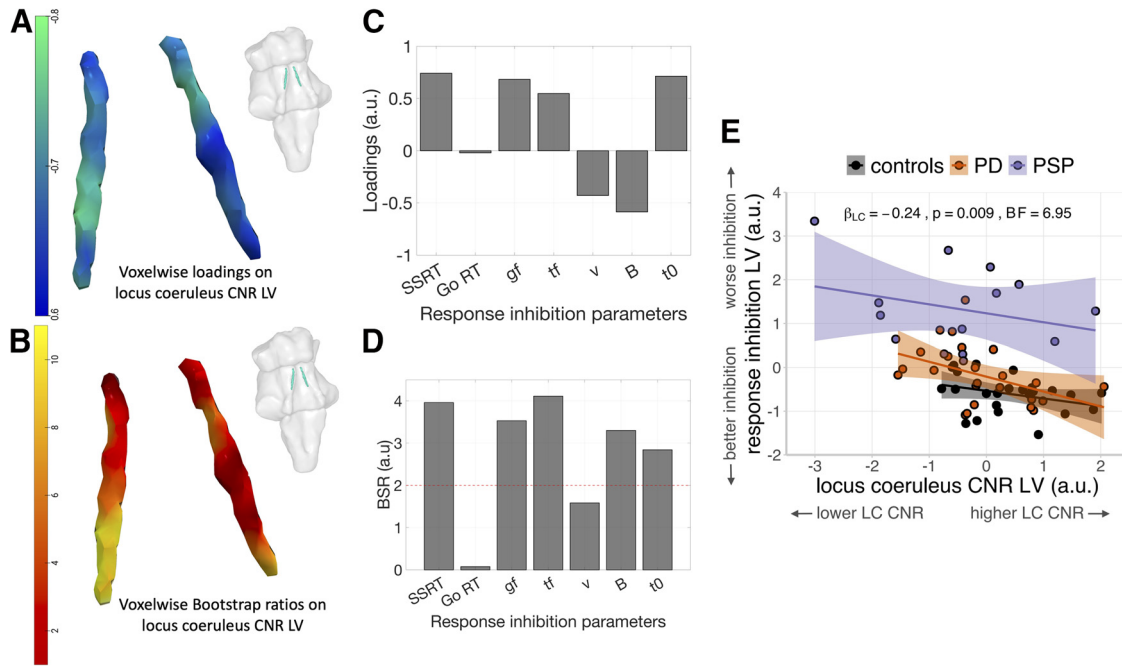 A
-0.8
-0.7
0.6
Voxelwise loadings on
locus coeruleus CNR LV
B
10
8
6
4
2
Voxelwise Bootstrap ratios on
locus coeruleus CNR LV
C
1
0.5
0
-0.5
-1
Loadings (a.u.)
SSRT Go RT gf tf v B t0
Response inhibition parameters
D
4
3
2
1
0
BSR (a.u)
SSRT Go RT gf tf v B t0
Response inhibition parameters
E
controls PD PSP
β_LC = −0.24 , p = 0.009 , BF = 6.95
4
3
2
1
0
-1
-2
response inhibition LV (a.u.)
worse inhibition
better inhibition
-3 -2 -1 0 1 2
locus coeruleus CNR LV (a.u.)
lower LC CNR higher LC CNR